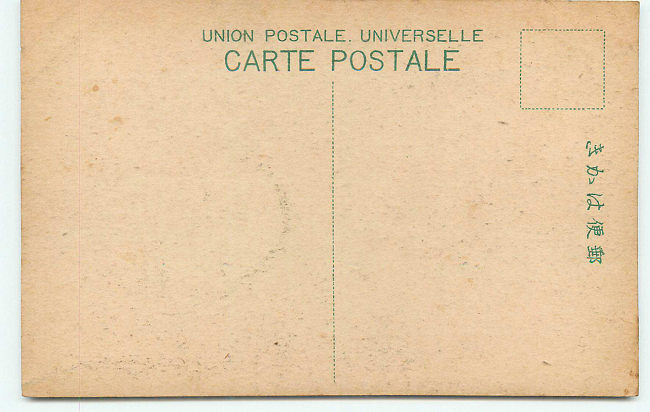 UNION POSTALE. UNIVERSELLE
CARTE POSTALE
郵便はかき